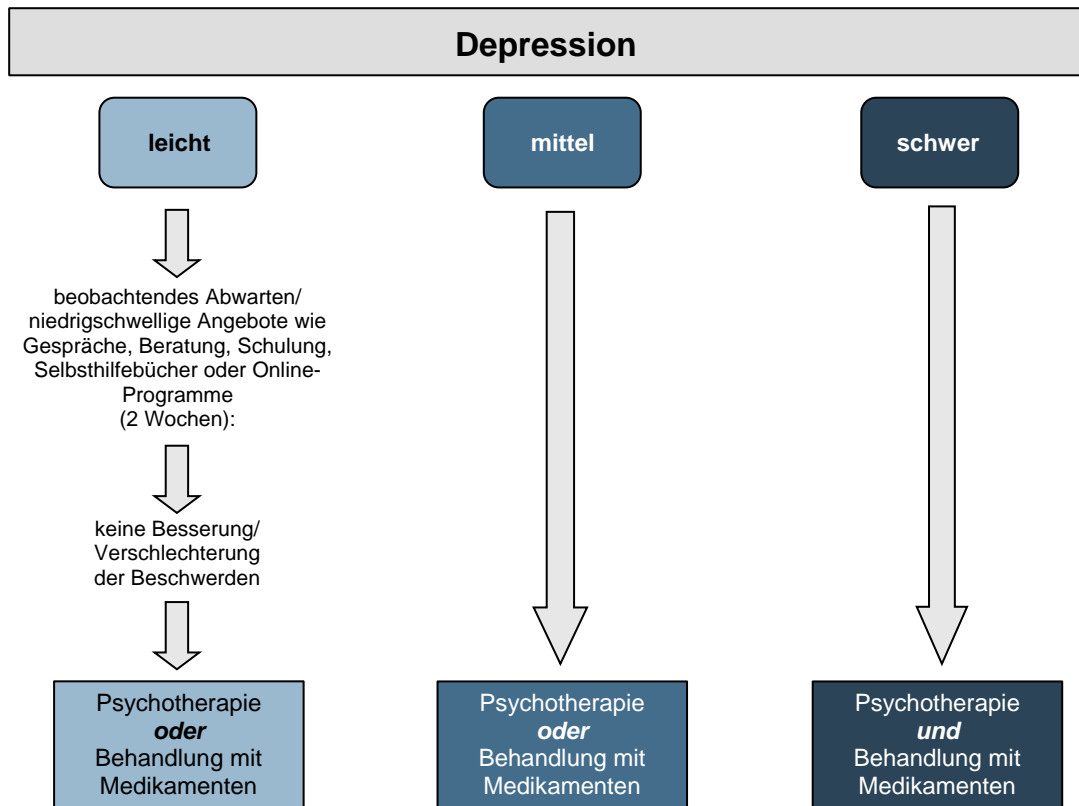 Depression
leicht
mittel
schwer
beobachtendes Abwarten/
niedrigschwellige Angebote wie
Gespräche, Beratung, Schulung,
Selbsthilfebücher oder Online-
Programme
(2 Wochen):
keine Besserung/
Verschlechterung
der Beschwerden
Psychotherapie
oder
Behandlung mit
Medikamenten
Psychotherapie
oder
Behandlung mit
Medikamenten
Psychotherapie
und
Behandlung mit
Medikamenten